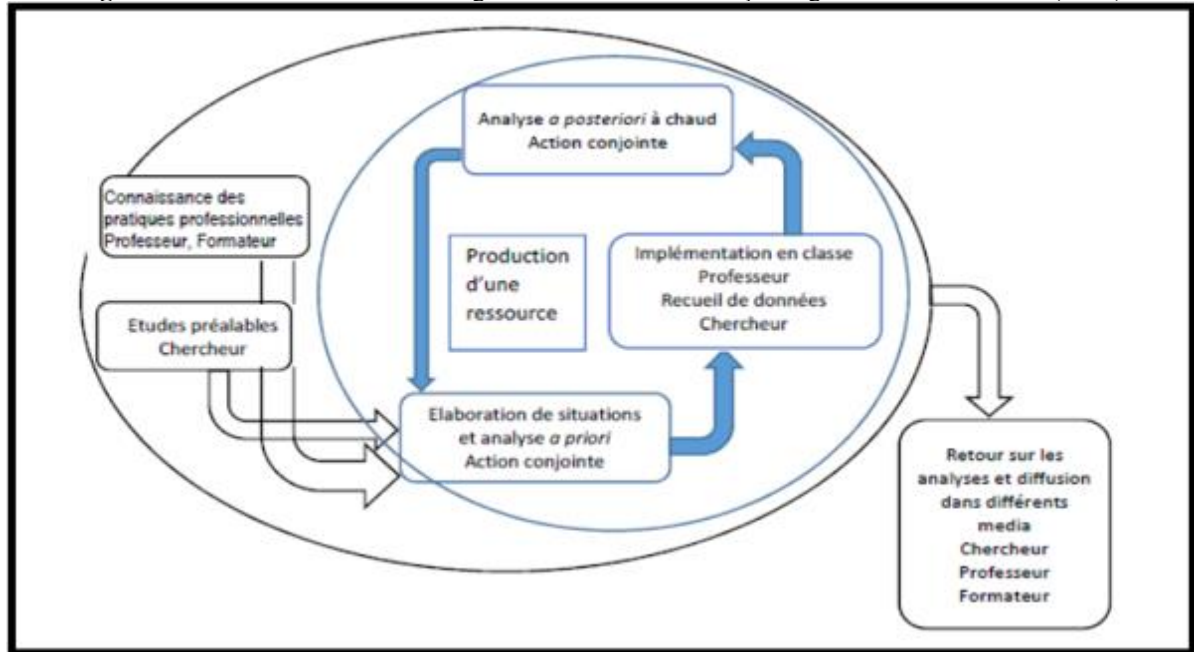 Analyse a posteriori à chaud
Action conjointe
Connaissance des
pratiques professionnelles
Professeur, Formateur
Production
d'une
ressource
Implémentation en classe
Professeur
Recueil de données
Chercheur
Etudes préalables
Chercheur
Elaboration de situations
et analyse a priori
Action conjointe
Retour sur les
analyses et diffusion
dans différents
media
Chercheur
Professeur
Formateur